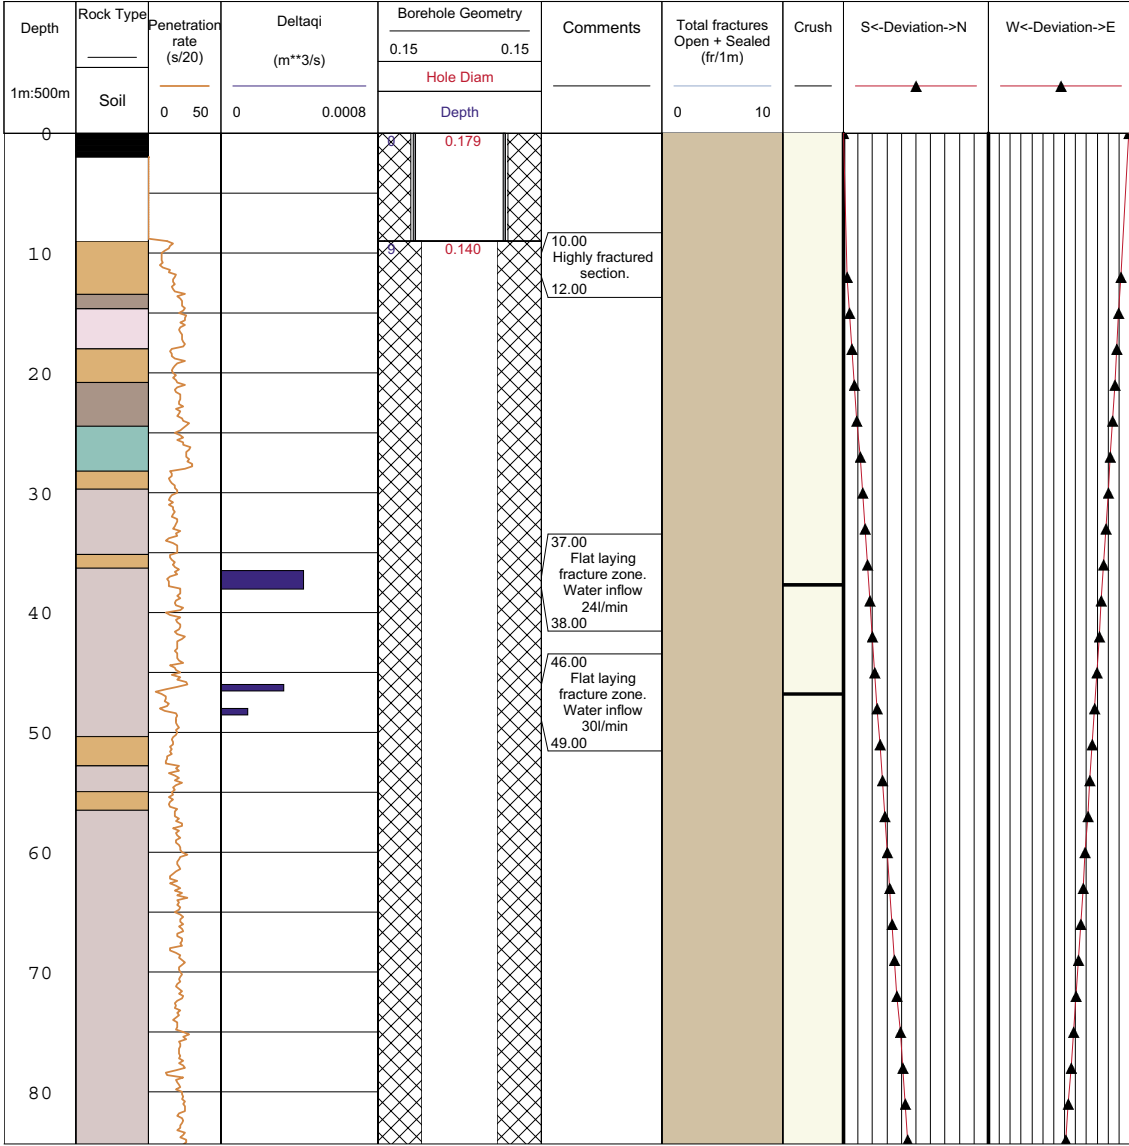 Depth
1m:500m
Rock Type
Soil
Penetration
rate
(s/20)
0 50
Deltaqi
(m**3/s)
0 0.0008
Borehole Geometry
0.15 0.15
Hole Diam
Depth
Comments
Total fractures
Open + Sealed
(fr/1m)
0 10
Crush
S<-Deviation->N
W<-Deviation->E
0
10
20
30
40
50
60
70
80
0 0.179
9 0.140
10.00
Highly fractured
section.
12.00
37.00
Flat laying
fracture zone.
Water inflow
24l/min
38.00
46.00
Flat laying
fracture zone.
Water inflow
30l/min
49.00